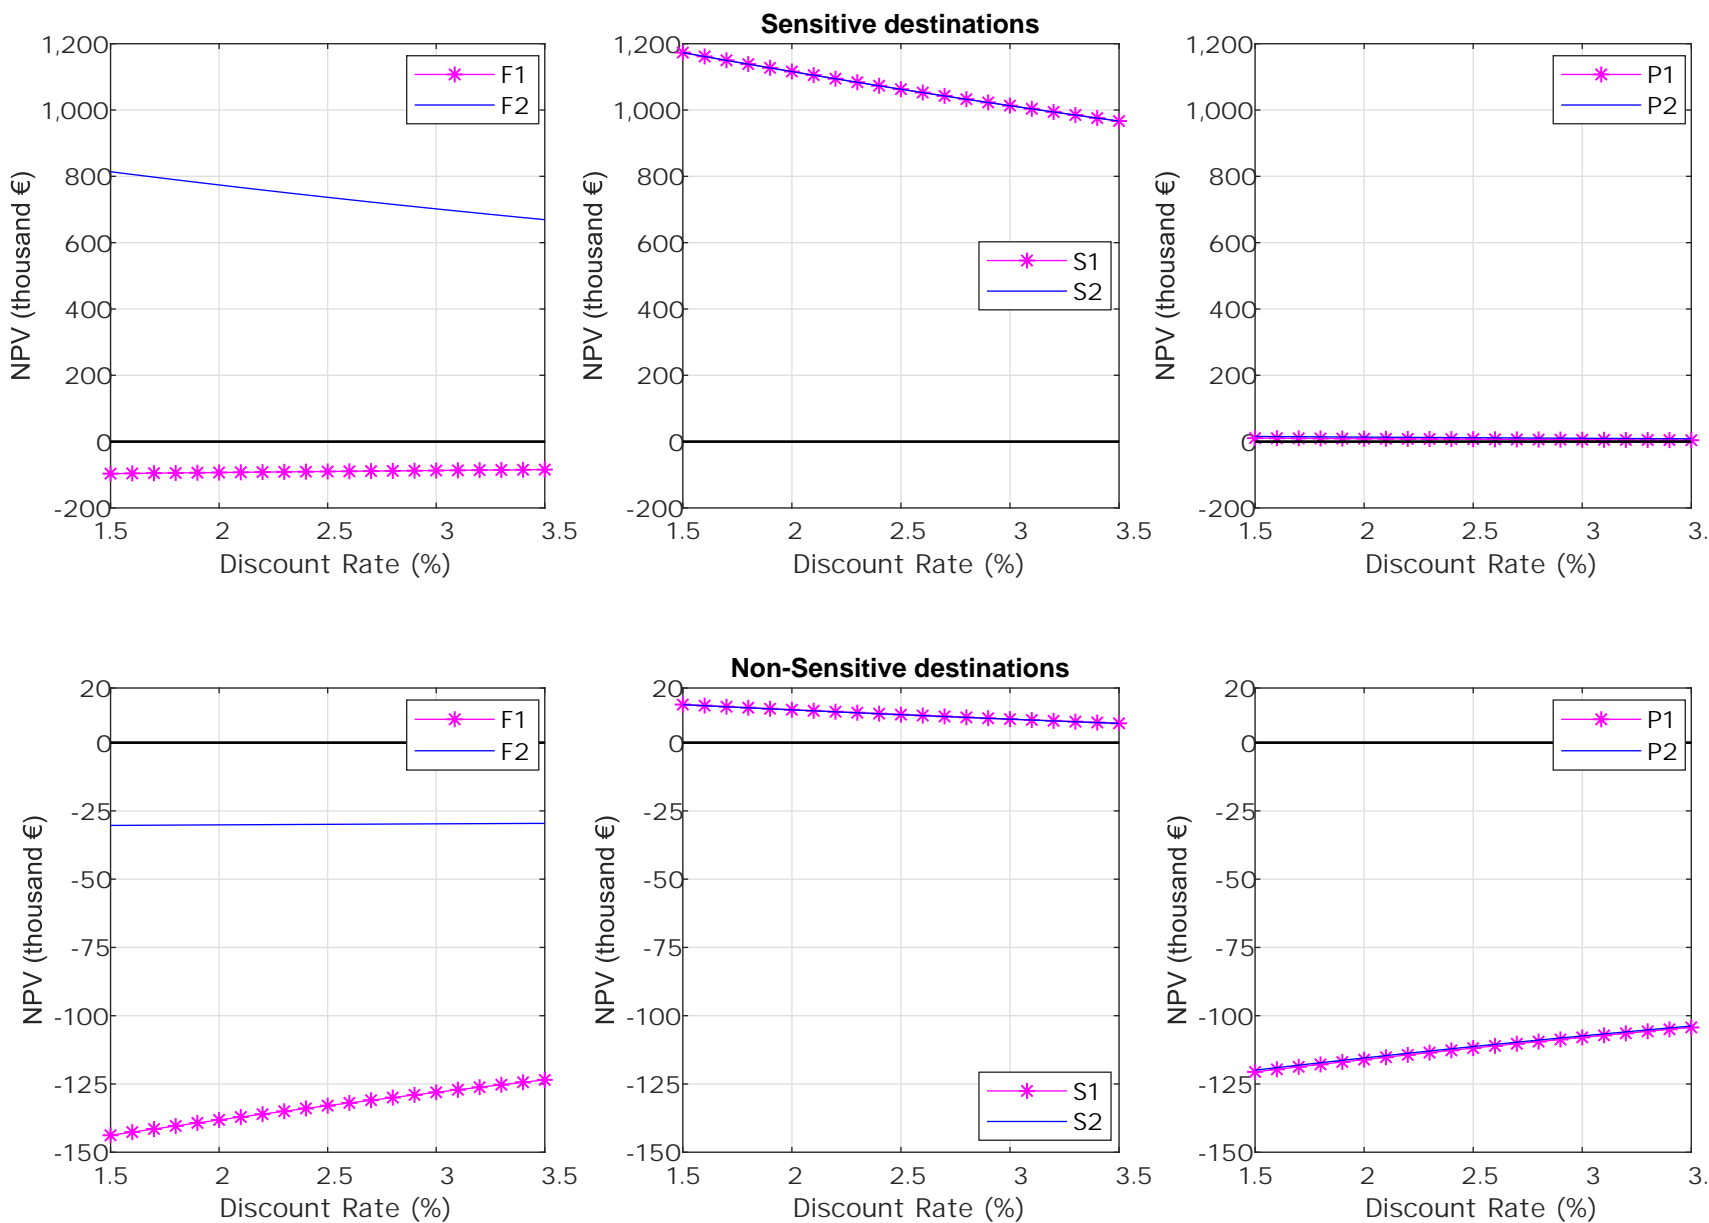 Sensitive destinations
NPV (thousand €)
1,200
1,000
800
600
400
200
0
-200
1.5 2 2.5 3 3.5
Discount Rate (%)
F1
F2
NPV (thousand €)
1,200
1,000
800
600
400
200
0
-200
1.5 2 2.5 3 3.5
Discount Rate (%)
S1
S2
NPV (thousand €)
1,200
1,000
800
600
400
200
0
-200
1.5 2 2.5 3 3.
Discount Rate (%)
P1
P2
Non-Sensitive destinations
NPV (thousand €)
20
0
-25
-50
-75
-100
-125
-150
1.5 2 2.5 3 3.5
Discount Rate (%)
F1
F2
NPV (thousand €)
20
0
-25
-50
-75
-100
-125
-150
1.5 2 2.5 3 3.5
Discount Rate (%)
S1
S2
NPV (thousand €)
20
0
-25
-50
-75
-100
-125
-150
1.5 2 2.5 3 3.
Discount Rate (%)
P1
P2